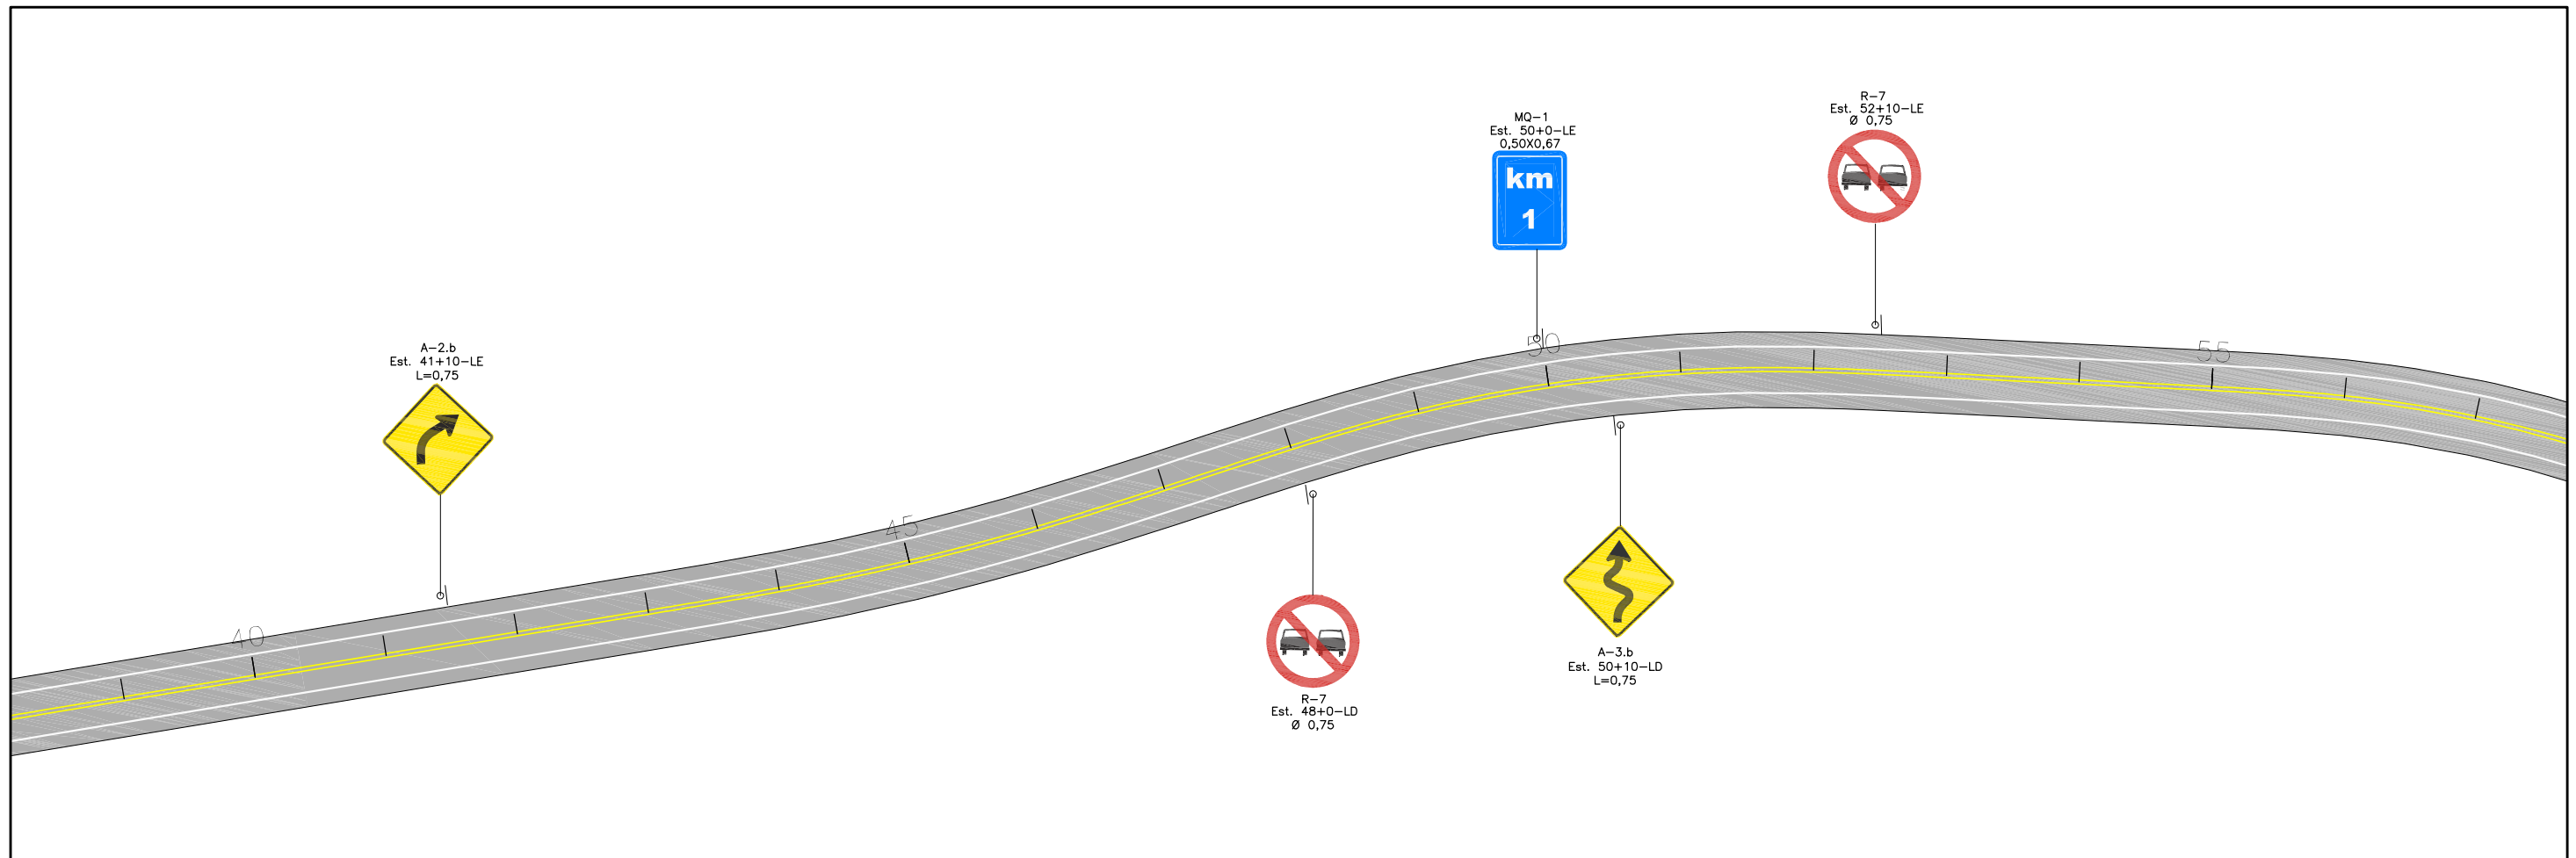 R-7
Est. 52+10-LE
Ø 0,75
MQ-1
Est. 50+0-LE
0,50X0,67
km
1
A-2.b
Est. 41+10-LE
L=0,75
50
55
45
40
A-3.b
Est. 50+10-LD
L=0,75
R-7
Est. 48+0-LD
Ø 0,75